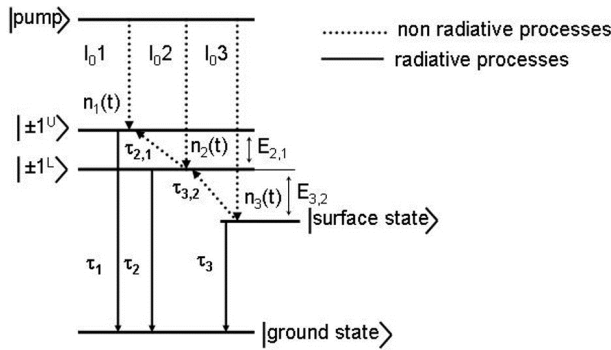 |pump⟩
non radiative processes
radiative processes
I₀1 I₀2 I₀3
n₁(t)
|±1ᵁ⟩
τ₂,₁
n₂(t)
E₂,₁
|±1ᴸ⟩
τ₃,₂
n₃(t)
E₃,₂
|surface state⟩
τ₁ τ₂ τ₃
|ground state⟩